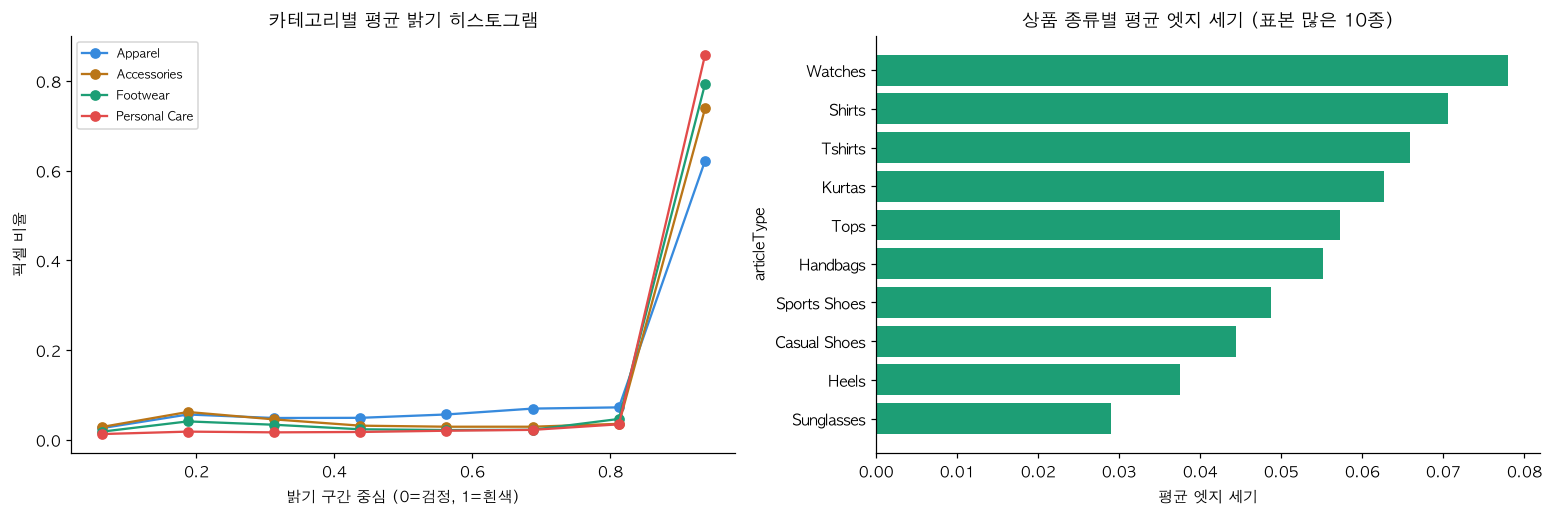 카테고리별 평균 밝기 히스토그램
Apparel
Accessories
Footwear
Personal Care
픽셀 비율
0.8
0.6
0.4
0.2
0.0
0.2 0.4 0.6 0.8
밝기 구간 중심 (0=검정, 1=흰색)
상품 종류별 평균 엣지 세기 (표본 많은 10종)
articleType
Watches
Shirts
Tshirts
Kurtas
Tops
Handbags
Sports Shoes
Casual Shoes
Heels
Sunglasses
0.00 0.01 0.02 0.03 0.04 0.05 0.06 0.07 0.08
평균 엣지 세기